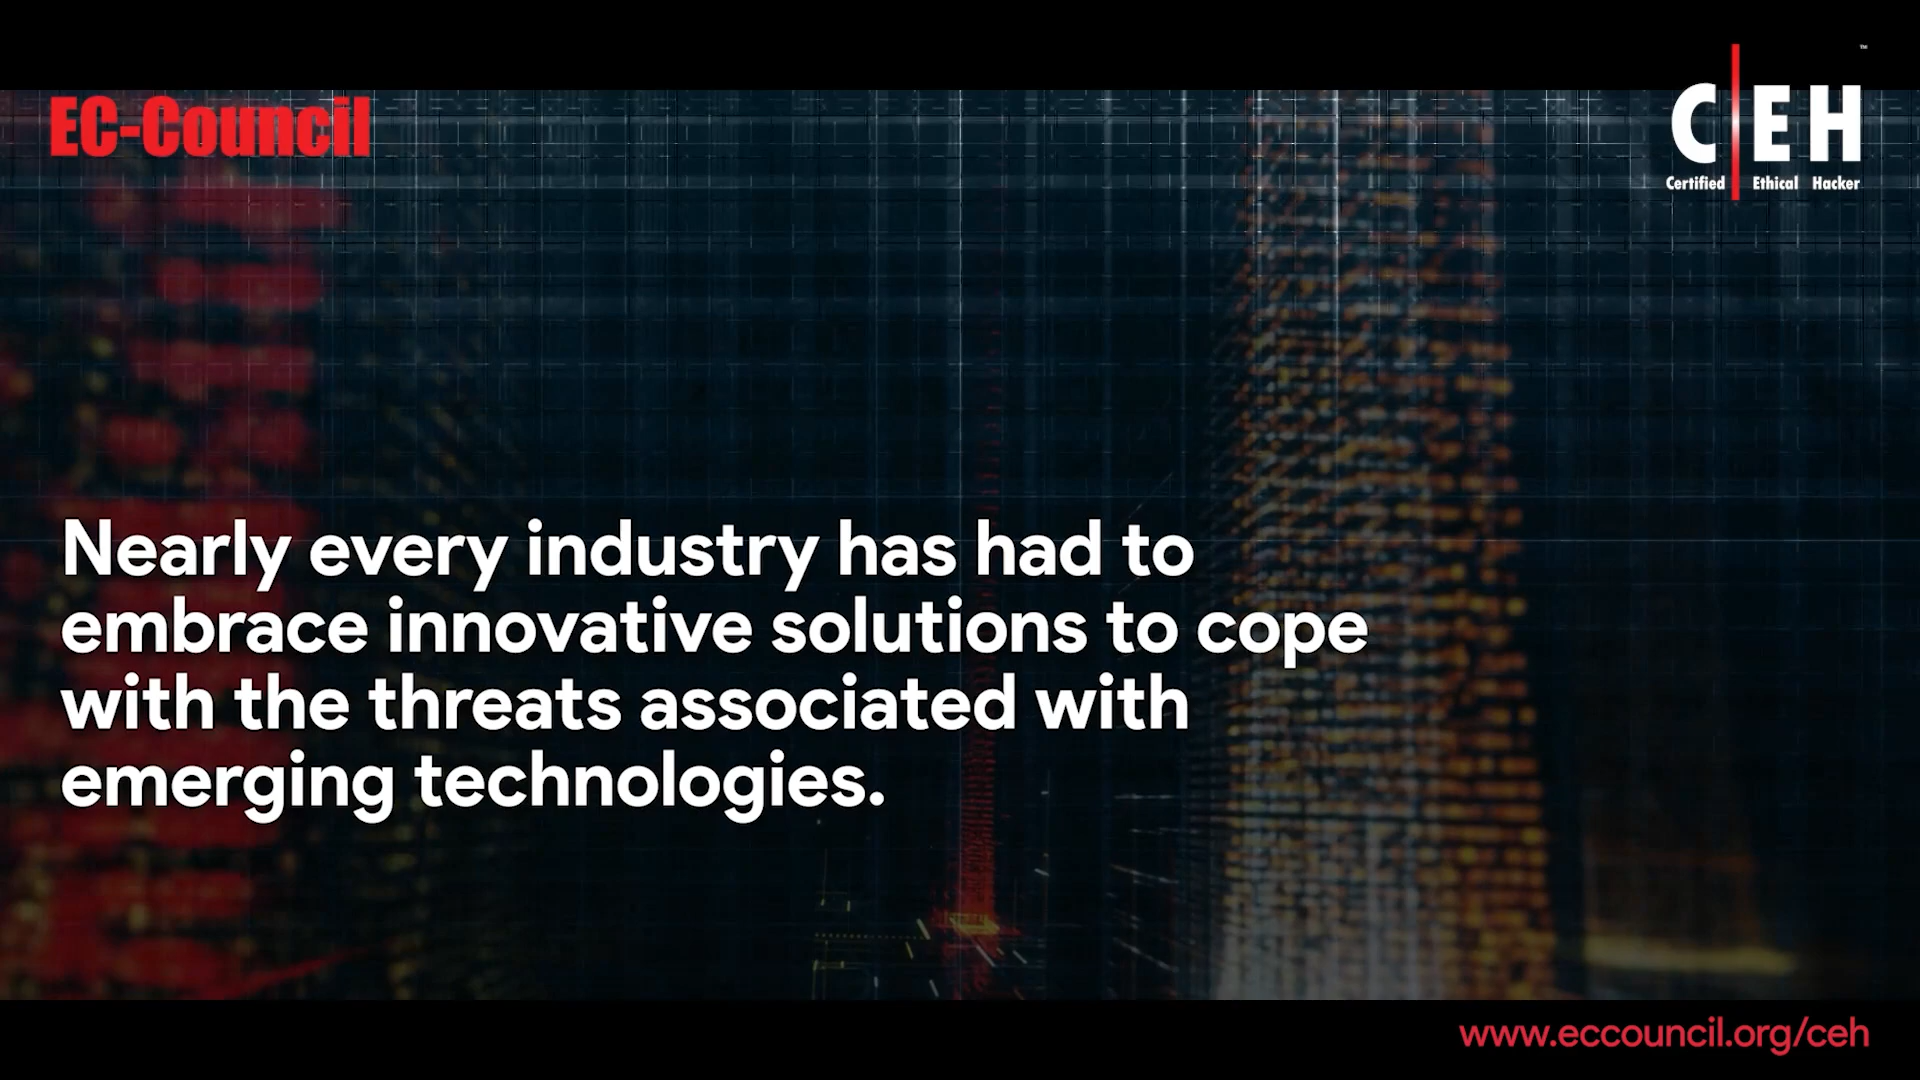 EC-Council
™
C|EH
Certified Ethical Hacker
Nearly every industry has had to
embrace innovative solutions to cope
with the threats associated with
emerging technologies.
www.eccouncil.org/ceh